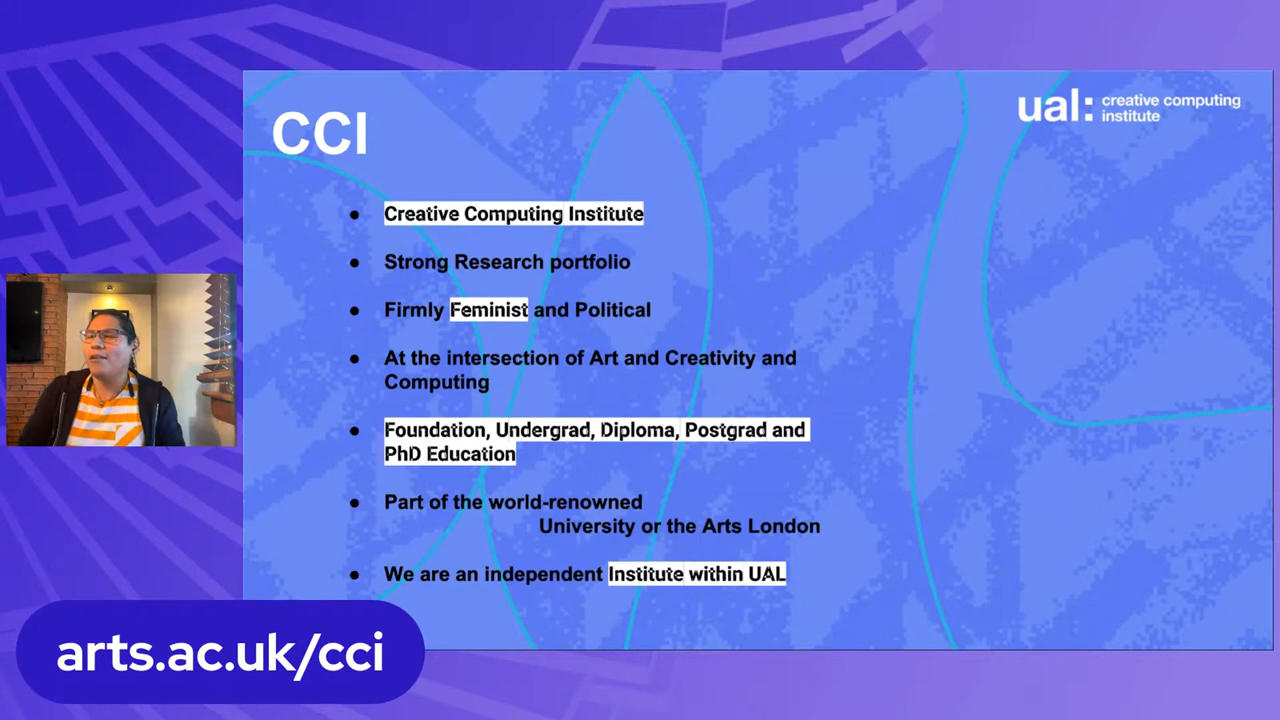 CCI
ual: creative computing
institute
● Creative Computing Institute
● Strong Research portfolio
● Firmly Feminist and Political
● At the intersection of Art and Creativity and
Computing
● Foundation, Undergrad, Diploma, Postgrad and
PhD Education
● Part of the world-renowned
University or the Arts London
● We are an independent Institute within UAL
arts.ac.uk/cci